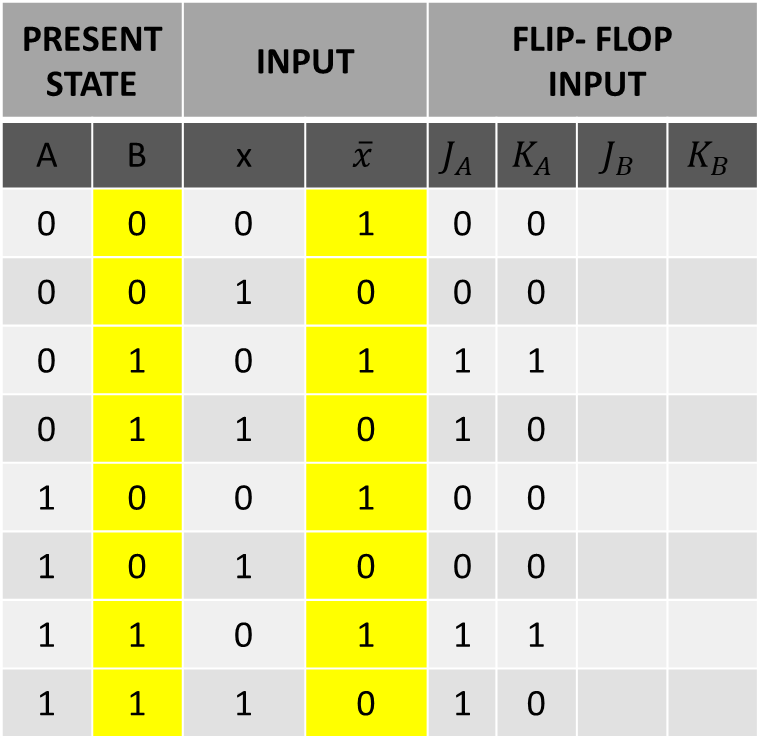 PRESENT STATE INPUT FLIP- FLOP INPUT
A B x x̄ J_A K_A J_B K_B
0 0 0 1 0 0
0 0 1 0 0 0
0 1 0 1 1 1
0 1 1 0 1 0
1 0 0 1 0 0
1 0 1 0 0 0
1 1 0 1 1 1
1 1 1 0 1 0